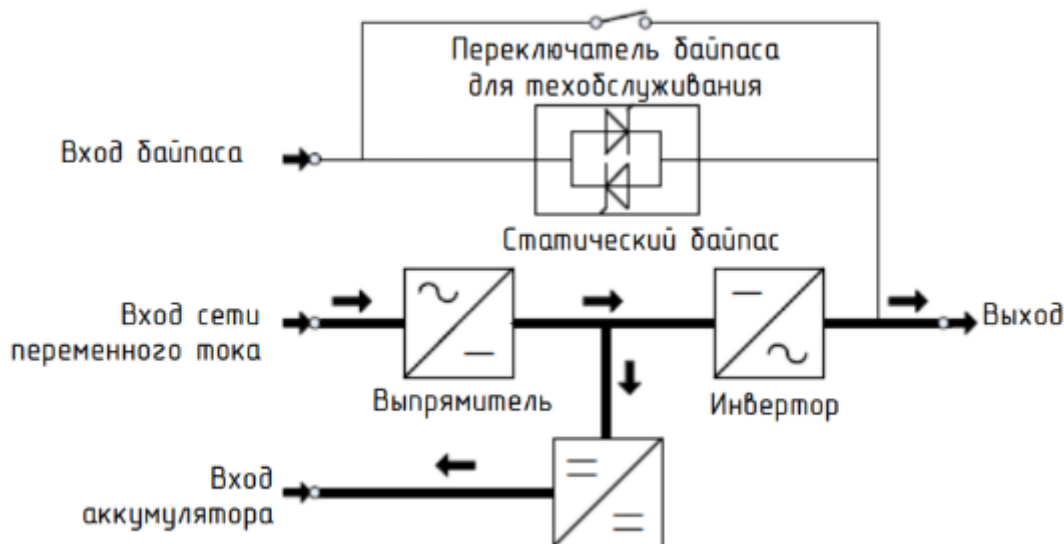 Переключатель байпаса
для техобслуживания
Вход байпаса
Статический байпас
Вход сети
переменного тока
Выпрямитель
Инвертор
Выход
Вход
аккумулятора